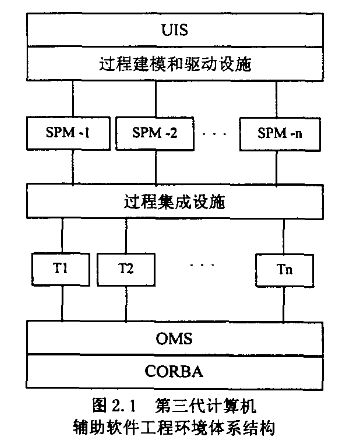 UIS
过程建模和驱动设施
SPM -1 SPM -2 · · · SPM -n
过程集成设施
T1 T2 · · · Tn
OMS
CORBA
图 2.1 第三代计算机
辅助软件工程环境体系结构